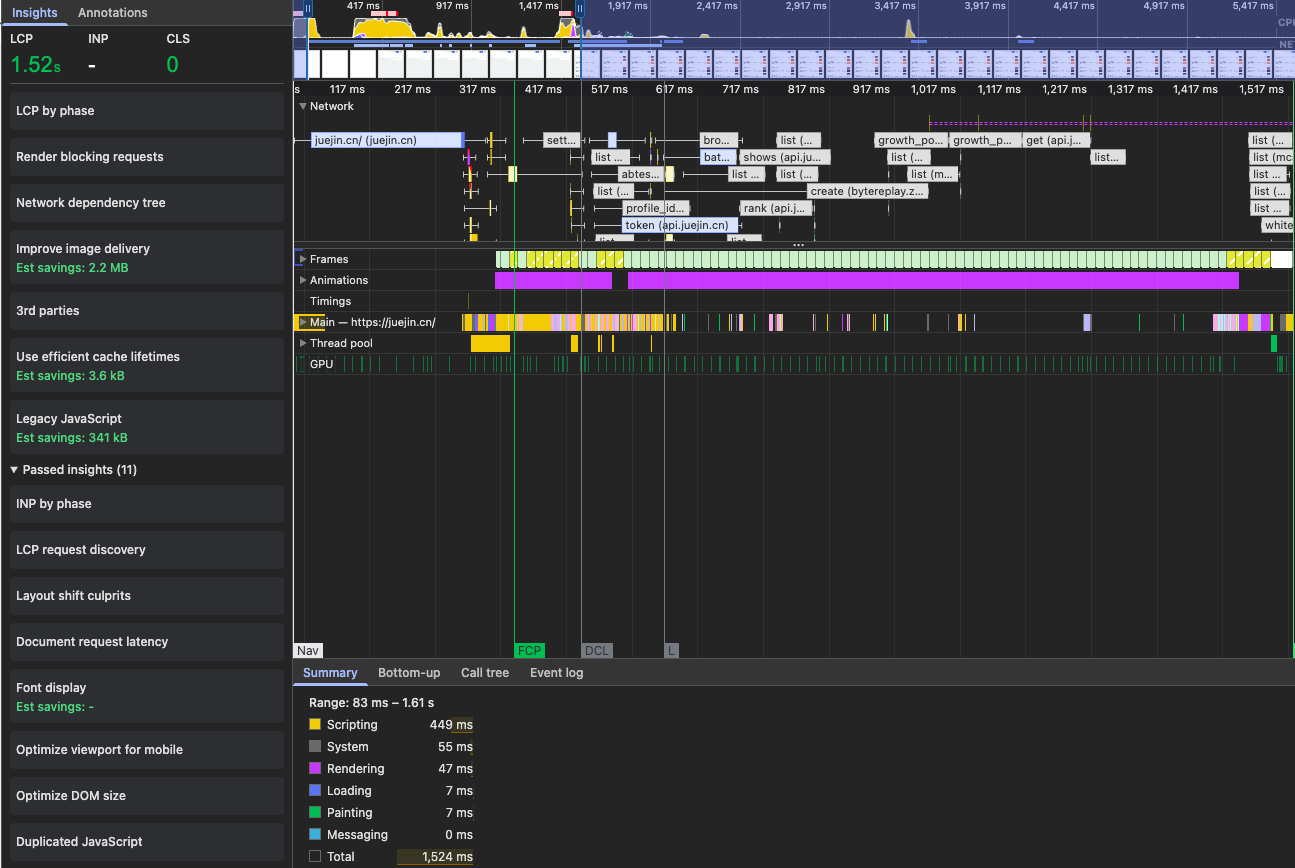 Insights Annotations
LCP INP CLS
1.52s - 0
LCP by phase
Render blocking requests
Network dependency tree
Improve image delivery
Est savings: 2.2 MB
3rd parties
Use efficient cache lifetimes
Est savings: 3.6 kB
Legacy JavaScript
Est savings: 341 kB
Passed insights (11)
INP by phase
LCP request discovery
Layout shift culprits
Document request latency
Font display
Est savings: -
Optimize viewport for mobile
Optimize DOM size
Duplicated JavaScript
417 ms 917 ms 1,417 ms 1,917 ms 2,417 ms 2,917 ms 3,417 ms 3,917 ms 4,417 ms 4,917 ms 5,417 ms
CPU
NE
s 117 ms 217 ms 317 ms 417 ms 517 ms 617 ms 717 ms 817 ms 917 ms 1,017 ms 1,117 ms 1,217 ms 1,317 ms 1,417 ms 1,517 ms
Network
juejin.cn/ (juejin.cn) sett... bro... list (... growth_po... growth_p... get (api.j... list (...
list ... bat... shows (api.ju... list (... list... list (mc
abtes... list ... list (... list (m... list ...
list (... create (bytereplay.z... list (...
profile_id... rank (api.j... list ...
token (api.juejin.cn) white
Frames
Animations
Timings
Main — https://juejin.cn/
Thread pool
GPU
Nav FCP DCL L
Summary Bottom-up Call tree Event log
Range: 83 ms – 1.61 s
Scripting 449 ms
System 55 ms
Rendering 47 ms
Loading 7 ms
Painting 7 ms
Messaging 0 ms
Total 1,524 ms